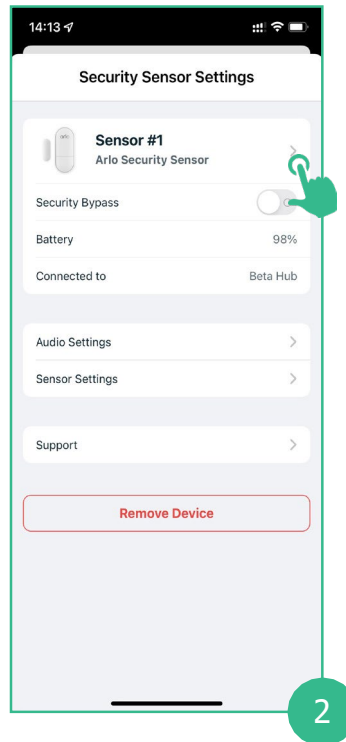 14:13
Security Sensor Settings
arlo
Sensor #1
Arlo Security Sensor
Security Bypass
Battery 98%
Connected to Beta Hub
Audio Settings
Sensor Settings
Support
Remove Device
2